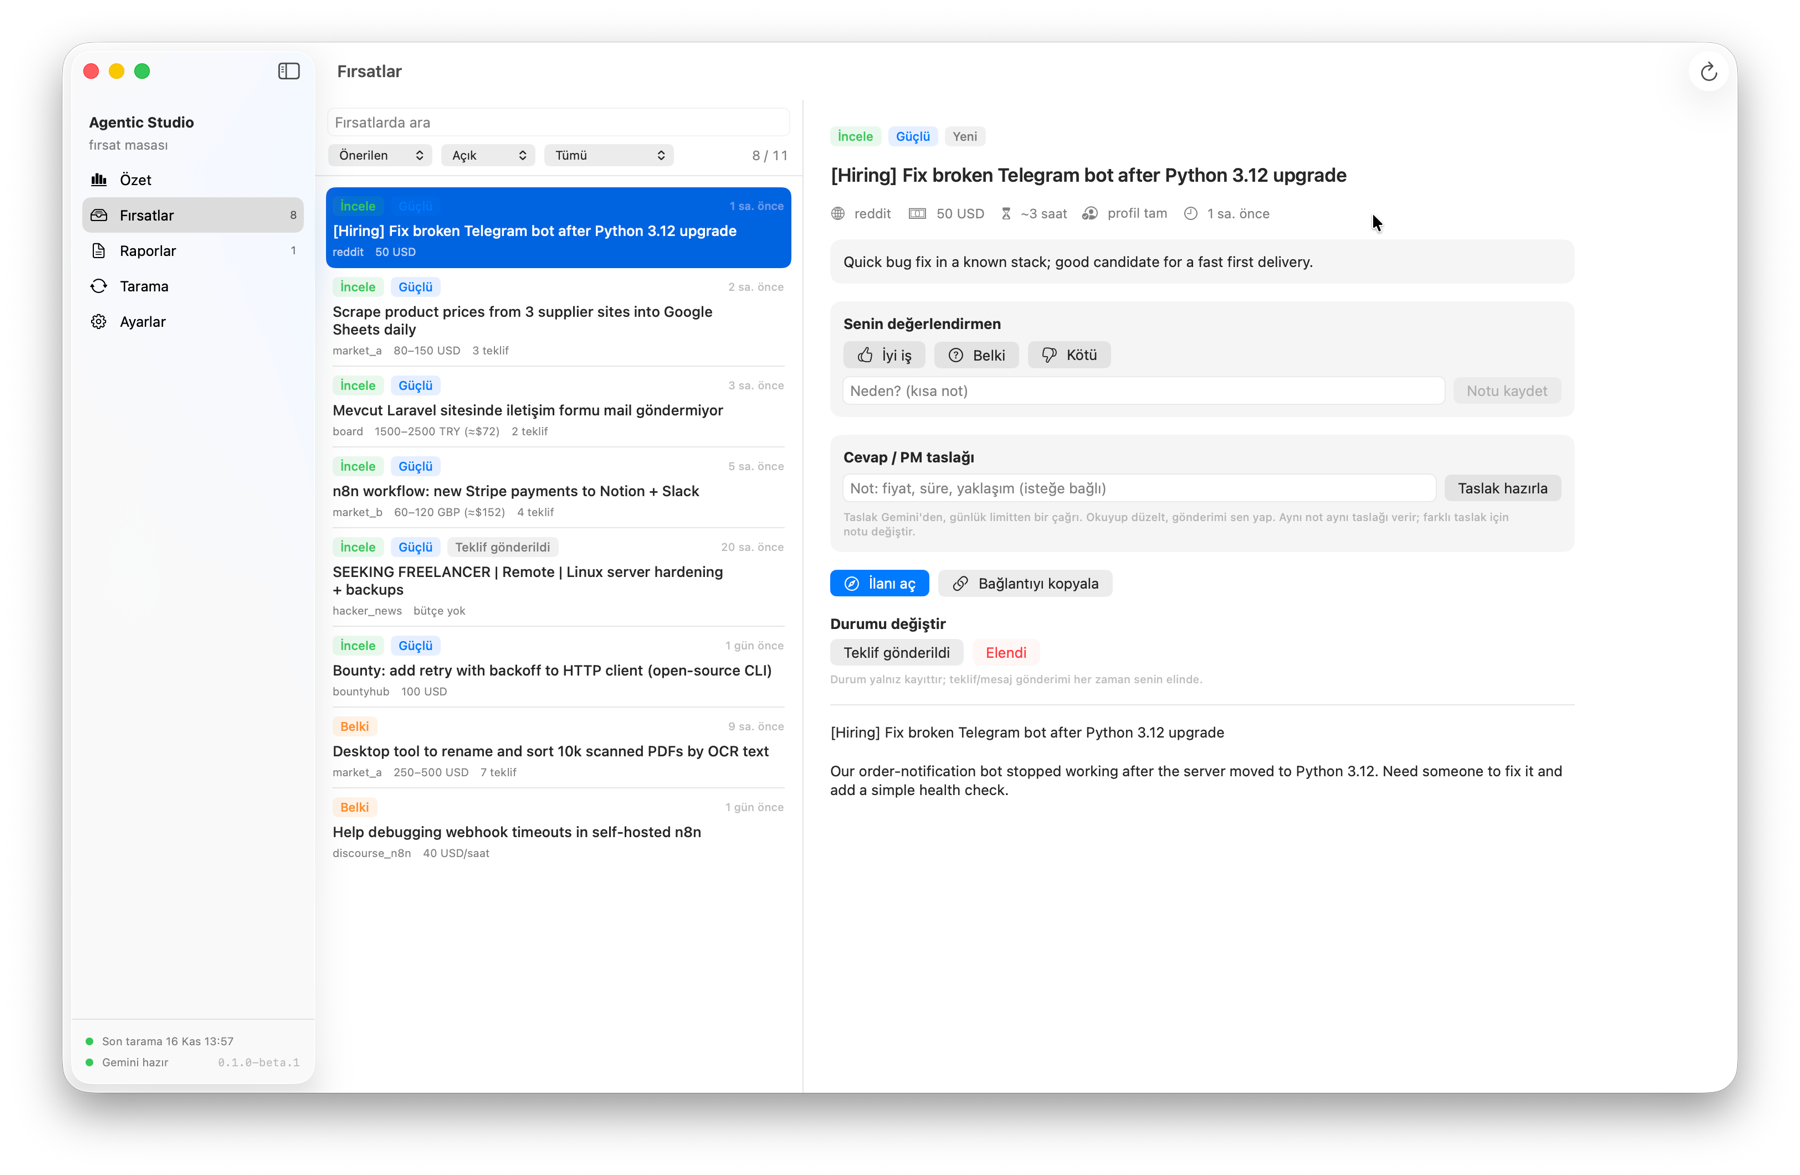 Fırsatlar
Agentic Studio
fırsat masası
Özet
Fırsatlar 8
Raporlar 1
Tarama
Ayarlar
Son tarama 16 Kas 13:57
Gemini hazır 0.1.0-beta.1
Fırsatlarda ara
Önerilen Açık Tümü 8 / 11
İncele Güçlü 1 sa. önce
[Hiring] Fix broken Telegram bot after Python 3.12 upgrade
reddit 50 USD
İncele Güçlü 2 sa. önce
Scrape product prices from 3 supplier sites into Google
Sheets daily
market_a 80–150 USD 3 teklif
İncele Güçlü 3 sa. önce
Mevcut Laravel sitesinde iletişim formu mail göndermiyor
board 1500–2500 TRY (≈$72) 2 teklif
İncele Güçlü 5 sa. önce
n8n workflow: new Stripe payments to Notion + Slack
market_b 60–120 GBP (≈$152) 4 teklif
İncele Güçlü Teklif gönderildi 20 sa. önce
SEEKING FREELANCER | Remote | Linux server hardening
+ backups
hacker_news bütçe yok
İncele Güçlü 1 gün önce
Bounty: add retry with backoff to HTTP client (open-source CLI)
bountyhub 100 USD
Belki 9 sa. önce
Desktop tool to rename and sort 10k scanned PDFs by OCR text
market_a 250–500 USD 7 teklif
Belki 1 gün önce
Help debugging webhook timeouts in self-hosted n8n
discourse_n8n 40 USD/saat
İncele Güçlü Yeni
[Hiring] Fix broken Telegram bot after Python 3.12 upgrade
reddit 50 USD ~3 saat profil tam 1 sa. önce
Quick bug fix in a known stack; good candidate for a fast first delivery.
Senin değerlendirmen
İyi iş Belki Kötü
Neden? (kısa not) Notu kaydet
Cevap / PM taslağı
Not: fiyat, süre, yaklaşım (isteğe bağlı) Taslak hazırla
Taslak Gemini'den, günlük limitten bir çağrı. Okuyup düzelt, gönderimi sen yap. Aynı not aynı taslağı verir; farklı taslak için
notu değiştir.
İlanı aç Bağlantıyı kopyala
Durumu değiştir
Teklif gönderildi Elendi
Durum yalnız kayıttır; teklif/mesaj gönderimi her zaman senin elinde.
[Hiring] Fix broken Telegram bot after Python 3.12 upgrade
Our order-notification bot stopped working after the server moved to Python 3.12. Need someone to fix it and
add a simple health check.